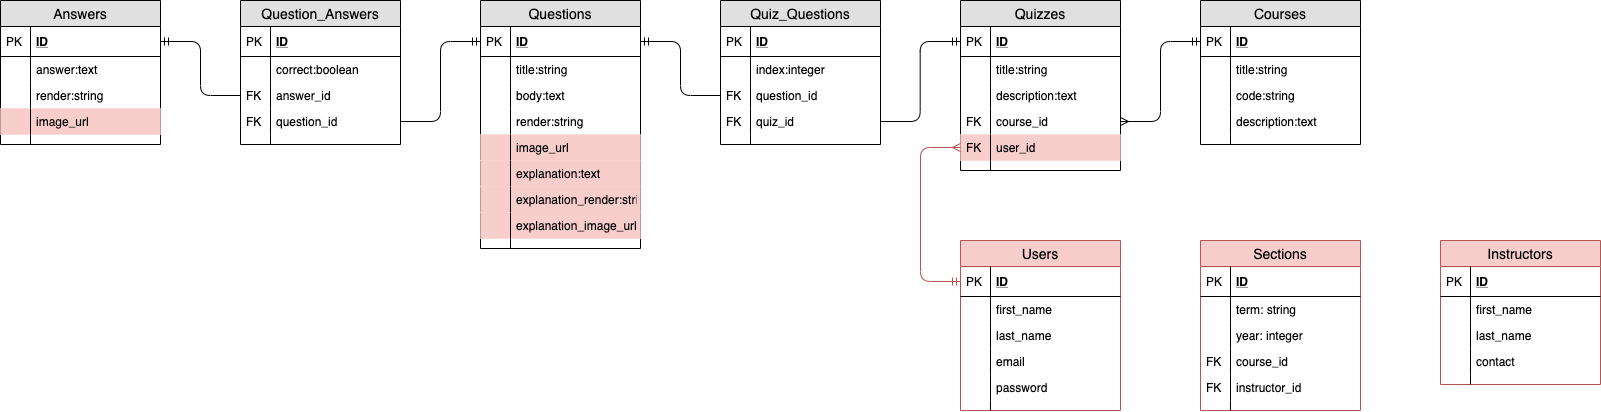 Answers
PK ID
answer:text
render:string
image_url
Question_Answers
PK ID
correct:boolean
FK answer_id
FK question_id
Questions
PK ID
title:string
body:text
render:string
image_url
explanation:text
explanation_render:stri
explanation_image_url
Quiz_Questions
PK ID
index:integer
FK question_id
FK quiz_id
Quizzes
PK ID
title:string
description:text
FK course_id
FK user_id
Courses
PK ID
title:string
code:string
description:text
Users
PK ID
first_name
last_name
email
password
Sections
PK ID
term: string
year: integer
FK course_id
FK instructor_id
Instructors
PK ID
first_name
last_name
contact